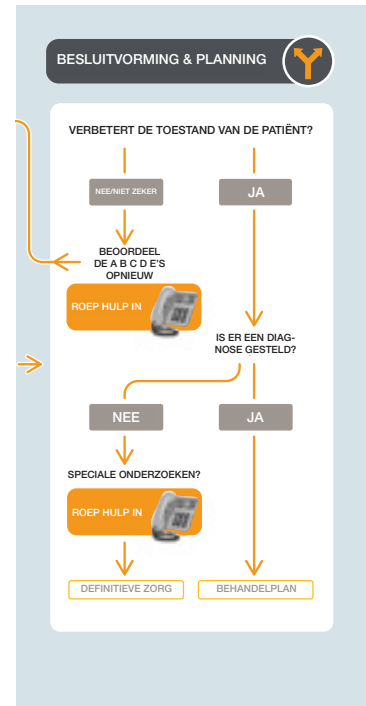 BESLUITVORMING & PLANNING
VERBETERT DE TOESTAND VAN DE PATIËNT?
NEE/NIET ZEKER
JA
BEOORDEEL
DE A B C D E'S
OPNIEUW
ROEP HULP IN
IS ER EEN DIAG-
NOSE GESTELD?
NEE
JA
SPECIALE ONDERZOEKEN?
ROEP HULP IN
DEFINITIEVE ZORG
BEHANDELPLAN